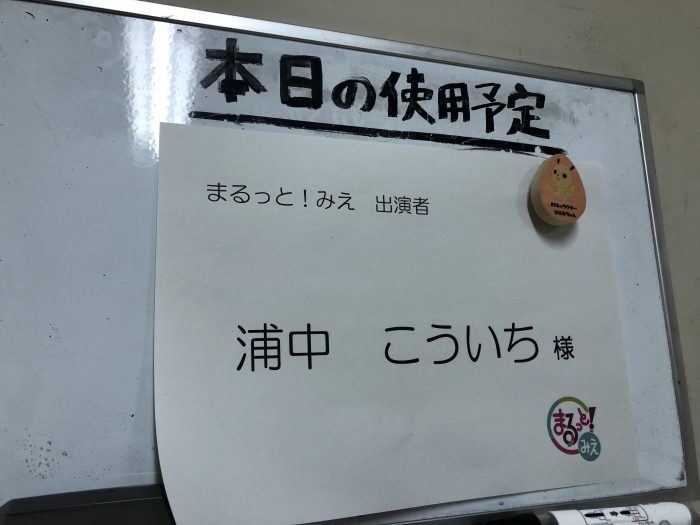 本日の使用予定
まるっと！みえ 出演者
浦中 こういち 様
まるっと！
みえ